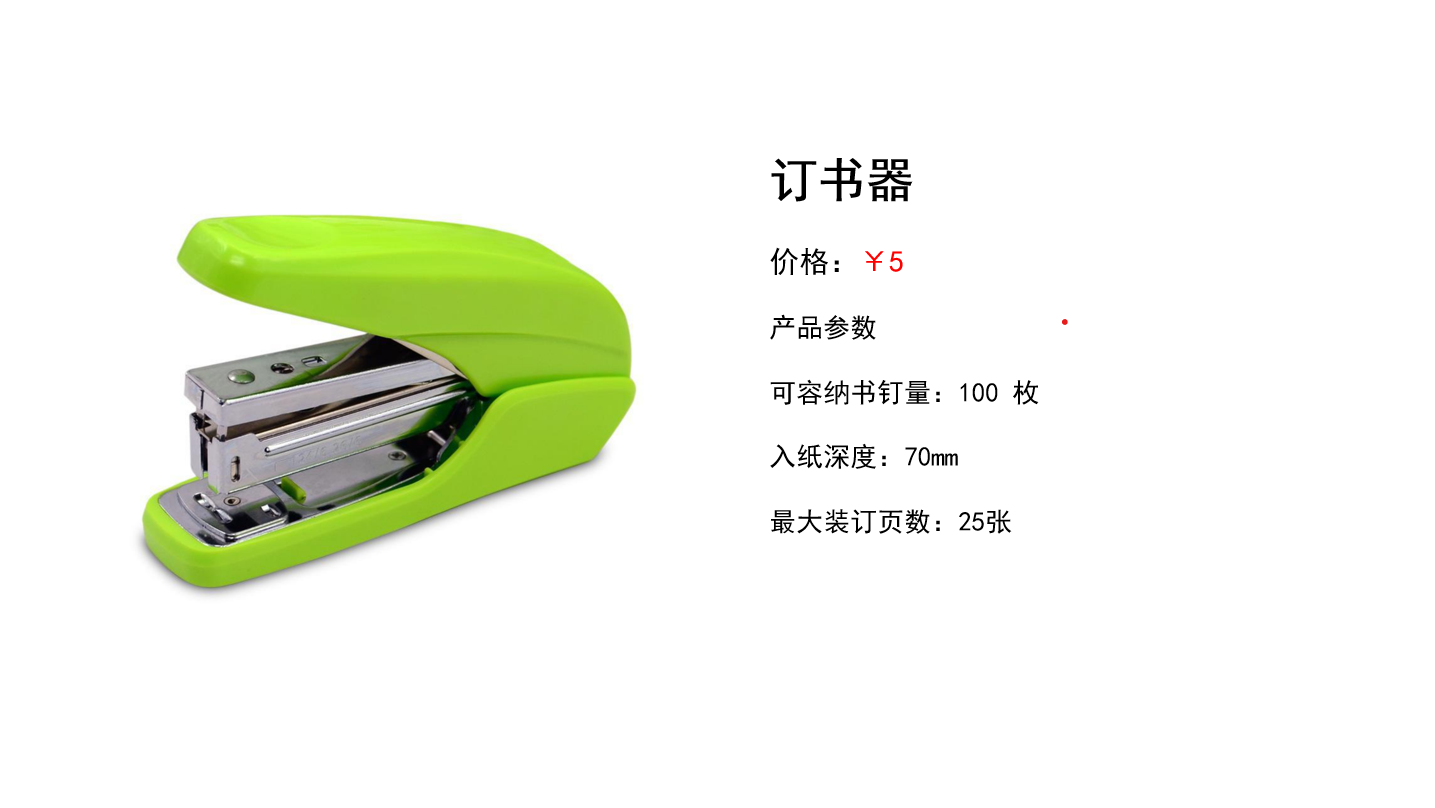 订书器
价格：￥5
产品参数
可容纳书钉量：100 枚
入纸深度：70mm
最大装订页数：25张